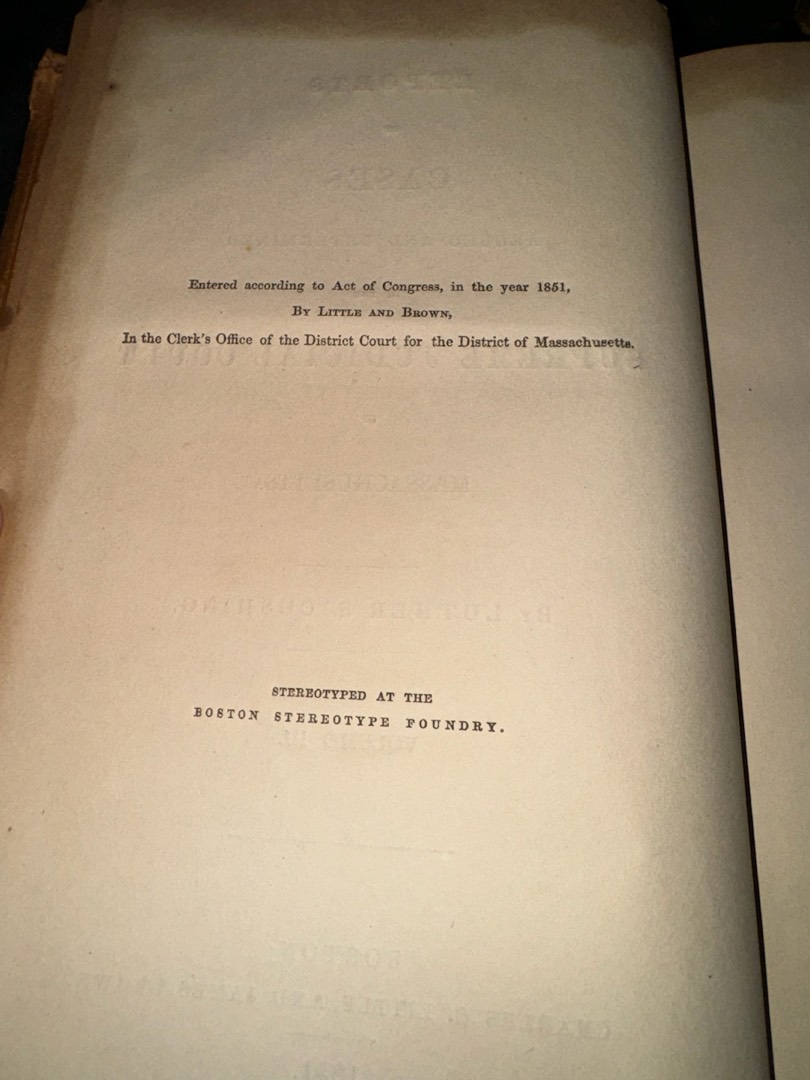 Entered according to Act of Congress, in the year 1851,
By Little and Brown,
In the Clerk's Office of the District Court for the District of Massachusetts.
STEREOTYPED AT THE
BOSTON STEREOTYPE FOUNDRY.